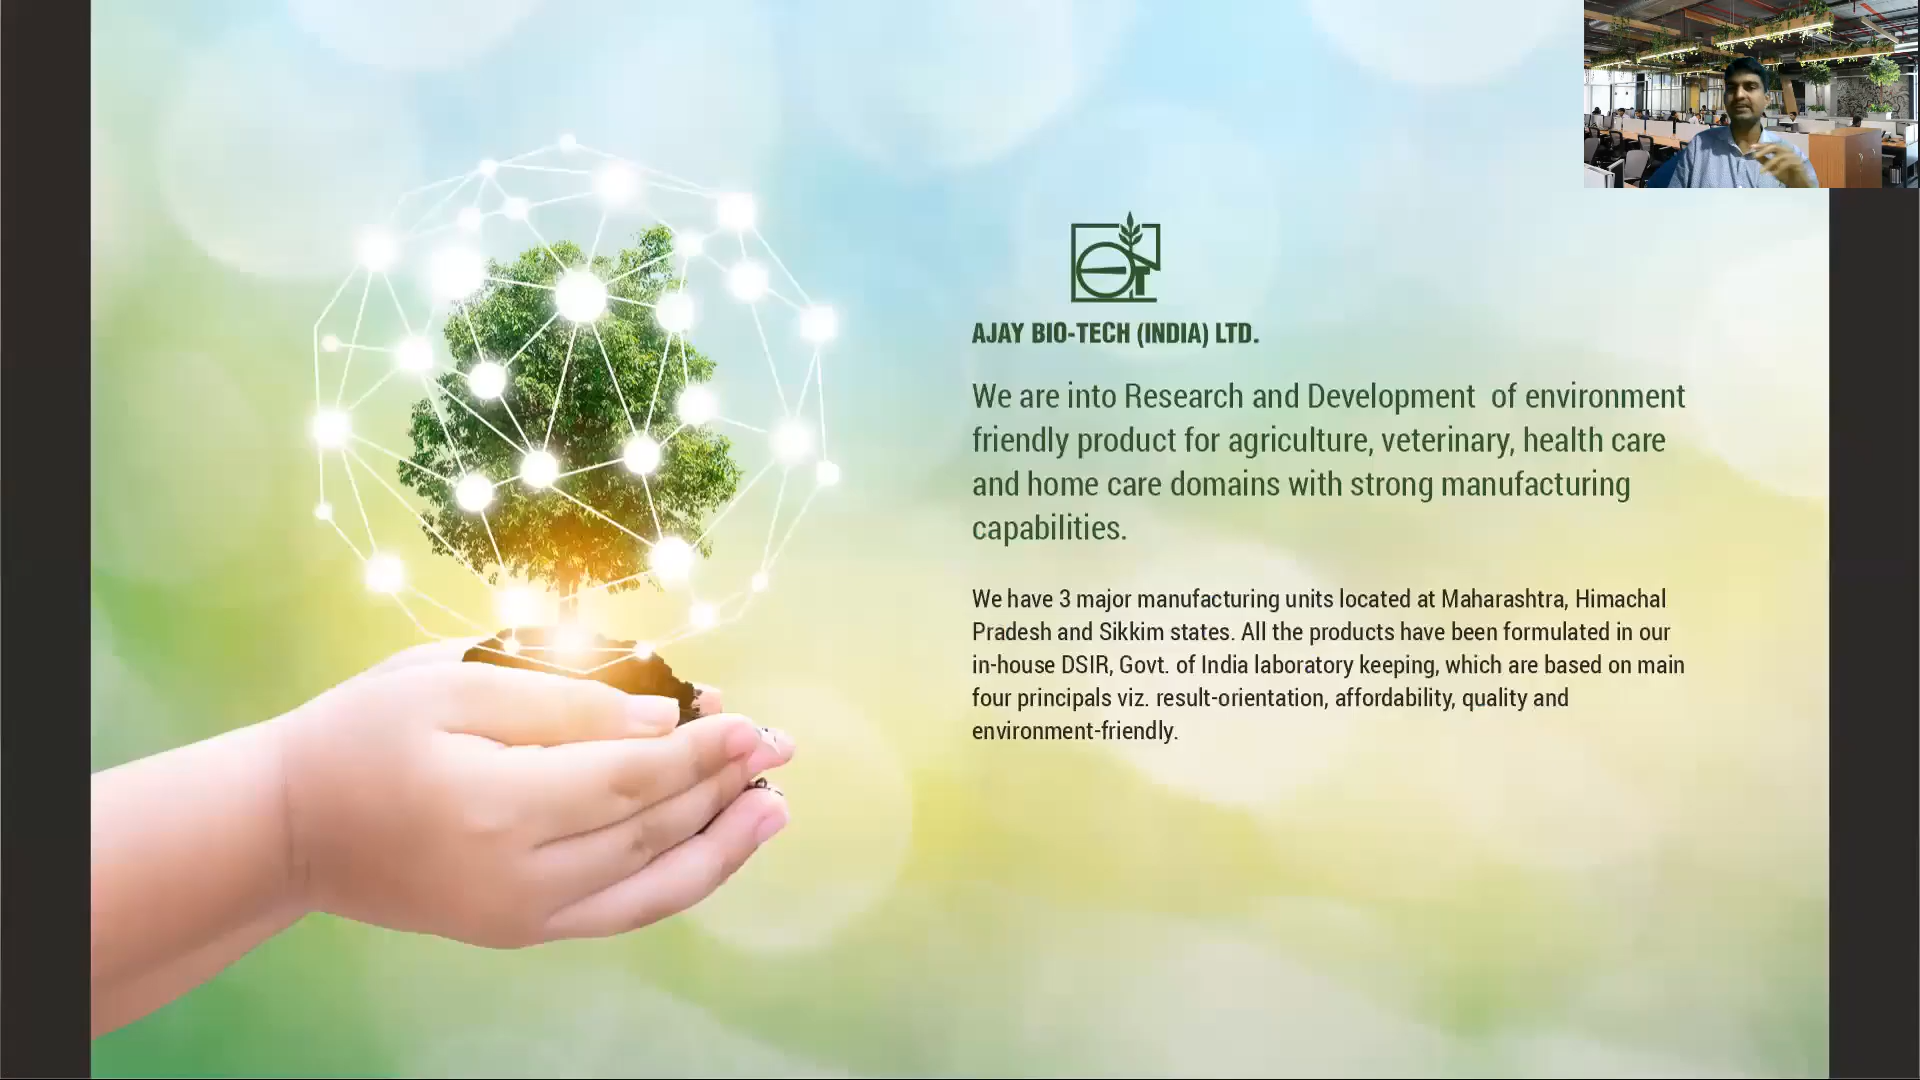 AJAY BIO-TECH (INDIA) LTD.
We are into Research and Development of environment
friendly product for agriculture, veterinary, health care
and home care domains with strong manufacturing
capabilities.
We have 3 major manufacturing units located at Maharashtra, Himachal
Pradesh and Sikkim states. All the products have been formulated in our
in-house DSIR, Govt. of India laboratory keeping, which are based on main
four principals viz. result-orientation, affordability, quality and
environment-friendly.